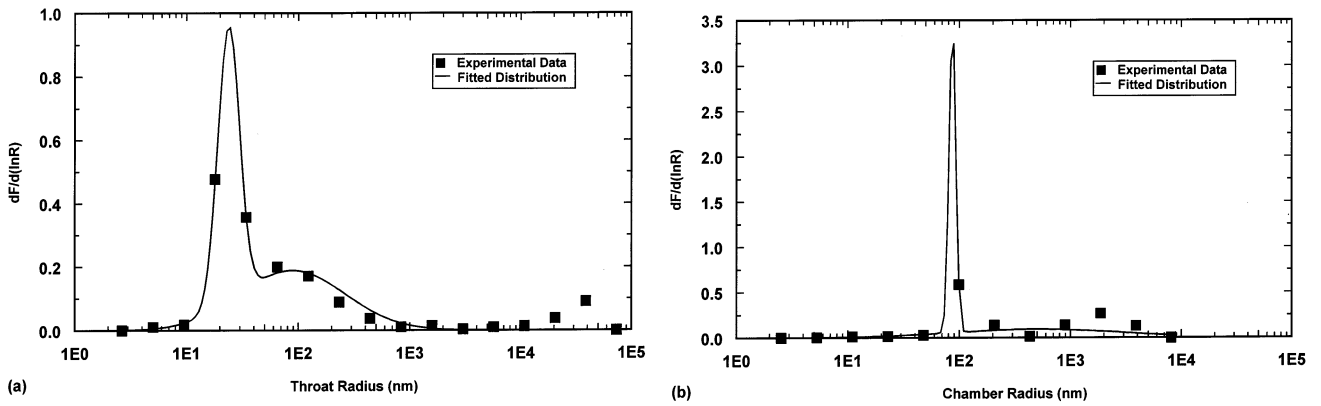 1.0
0.8
0.6
0.4
0.2
0.0
dF/d(lnR)
Experimental Data
Fitted Distribution
1E0 1E1 1E2 1E3 1E4 1E5
Throat Radius (nm)
(a)
3.5
3.0
2.5
2.0
1.5
1.0
0.5
0.0
dF/d(lnR)
Experimental Data
Fitted Distribution
1E0 1E1 1E2 1E3 1E4 1E5
Chamber Radius (nm)
(b)